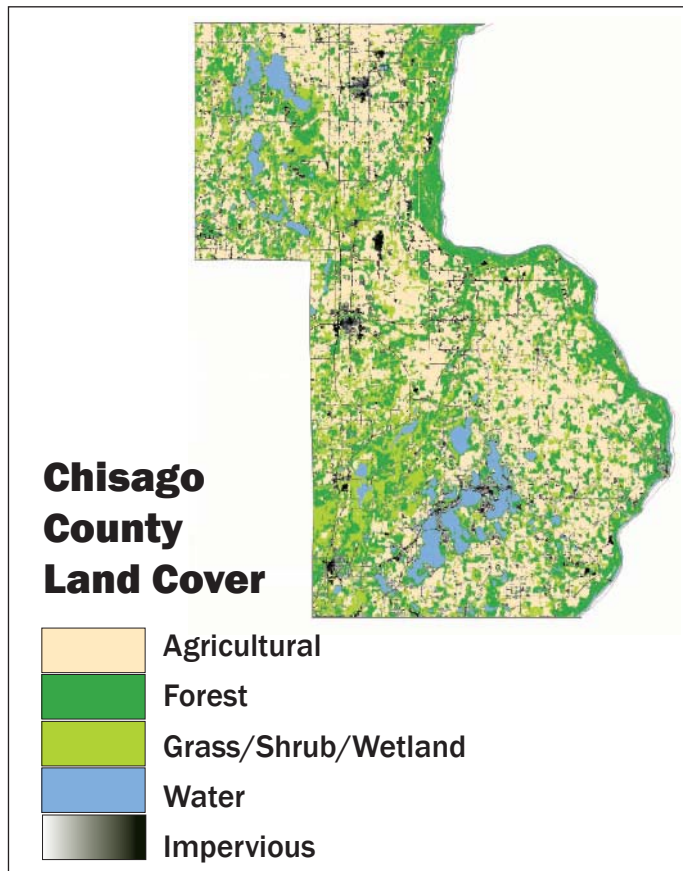 Chisago
County
Land Cover
Agricultural
Forest
Grass/Shrub/Wetland
Water
Impervious